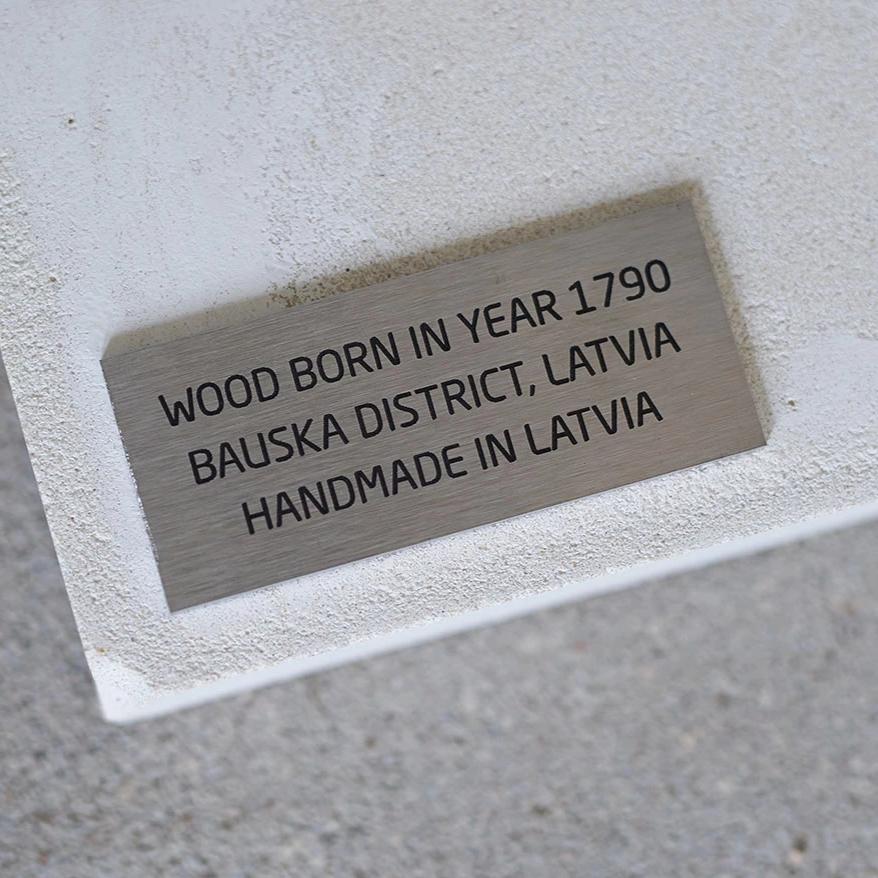 WOOD BORN IN YEAR 1790
BAUSKA DISTRICT, LATVIA
HANDMADE IN LATVIA